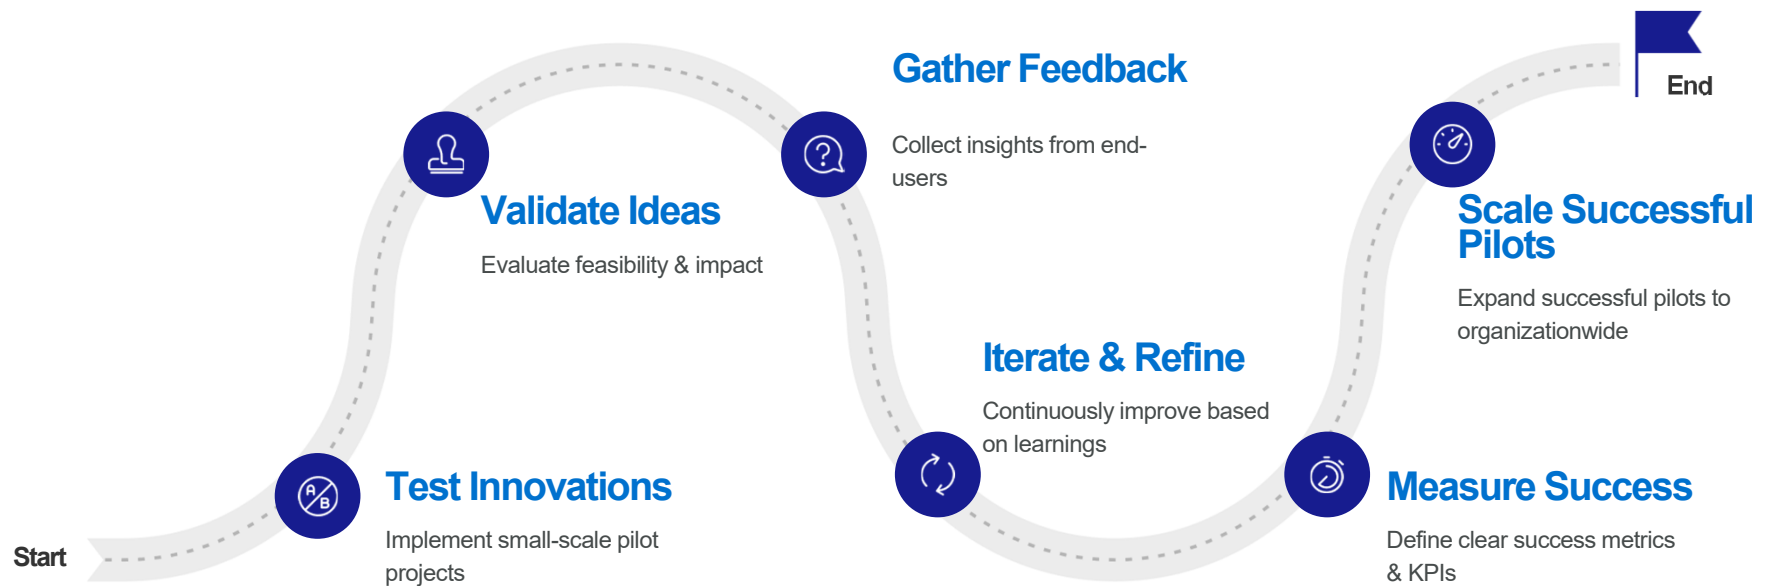 Start
A
B
Test Innovations
Implement small-scale pilot
projects
Validate Ideas
Evaluate feasibility & impact
?
Gather Feedback
Collect insights from end-
users
Iterate & Refine
Continuously improve based
on learnings
Measure Success
Define clear success metrics
& KPIs
Scale Successful
Pilots
Expand successful pilots to
organizationwide
End